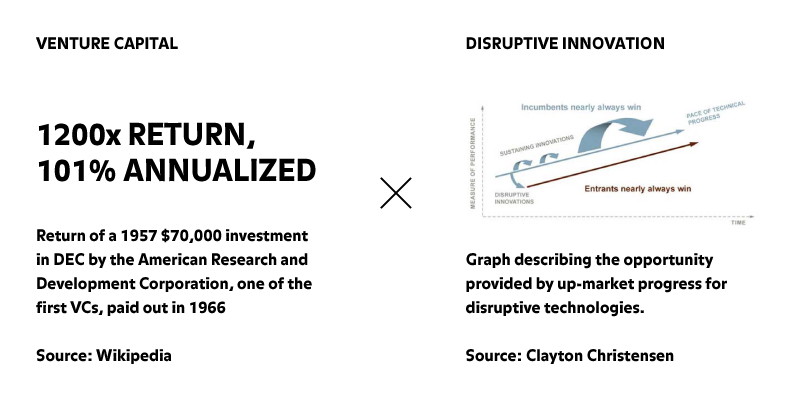 VENTURE CAPITAL
1200x RETURN,
101% ANNUALIZED
Return of a 1957 $70,000 investment
in DEC by the American Research and
Development Corporation, one of the
first VCs, paid out in 1966
Source: Wikipedia
DISRUPTIVE INNOVATION
Incumbents nearly always win
PACE OF TECHNICAL
PROGRESS
SUSTAINING INNOVATIONS
MEASURE OF PERFORMANCE
Entrants nearly always win
DISRUPTIVE
INNOVATIONS
TIME
Graph describing the opportunity
provided by up-market progress for
disruptive technologies.
Source: Clayton Christensen